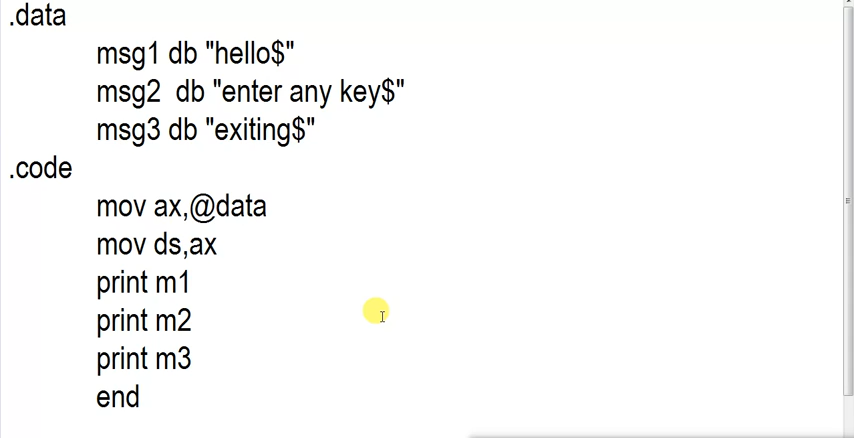 .data
msg1 db "hello$"
msg2  db "enter any key$"
msg3 db "exiting$"
.code
mov ax,@data
mov ds,ax
print m1
print m2
print m3
end